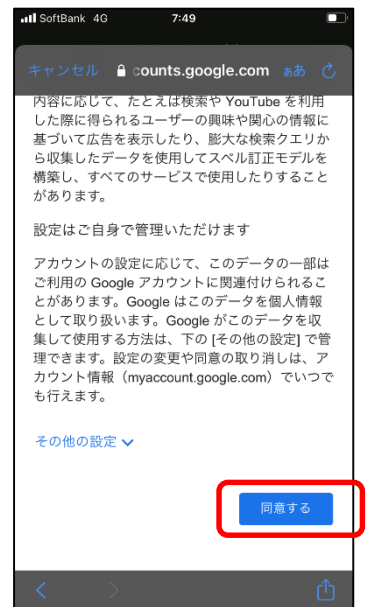 SoftBank 4G 7:49
キャンセル counts.google.com ぁあ
内容に応じて、たとえば検索や YouTube を利用
した際に得られるユーザーの興味や関心の情報に
基づいて広告を表示したり、膨大な検索クエリか
ら収集したデータを使用してスペル訂正モデルを
構築し、すべてのサービスで使用したりすること
があります。
設定はご自身で管理いただけます
アカウントの設定に応じて、このデータの一部は
ご利用の Google アカウントに関連付けられるこ
とがあります。Google はこのデータを個人情報
として取り扱います。Google がこのデータを収
集して使用する方法は、下の [その他の設定] で管
理できます。設定の変更や同意の取り消しは、ア
カウント情報（myaccount.google.com）でいつで
も行えます。
その他の設定
同意する